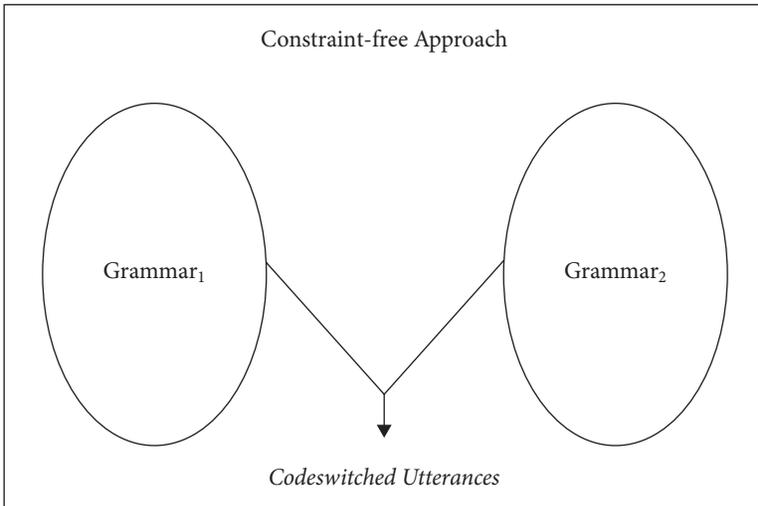 Constraint-free Approach
Grammar₁
Grammar₂
Codeswitched Utterances